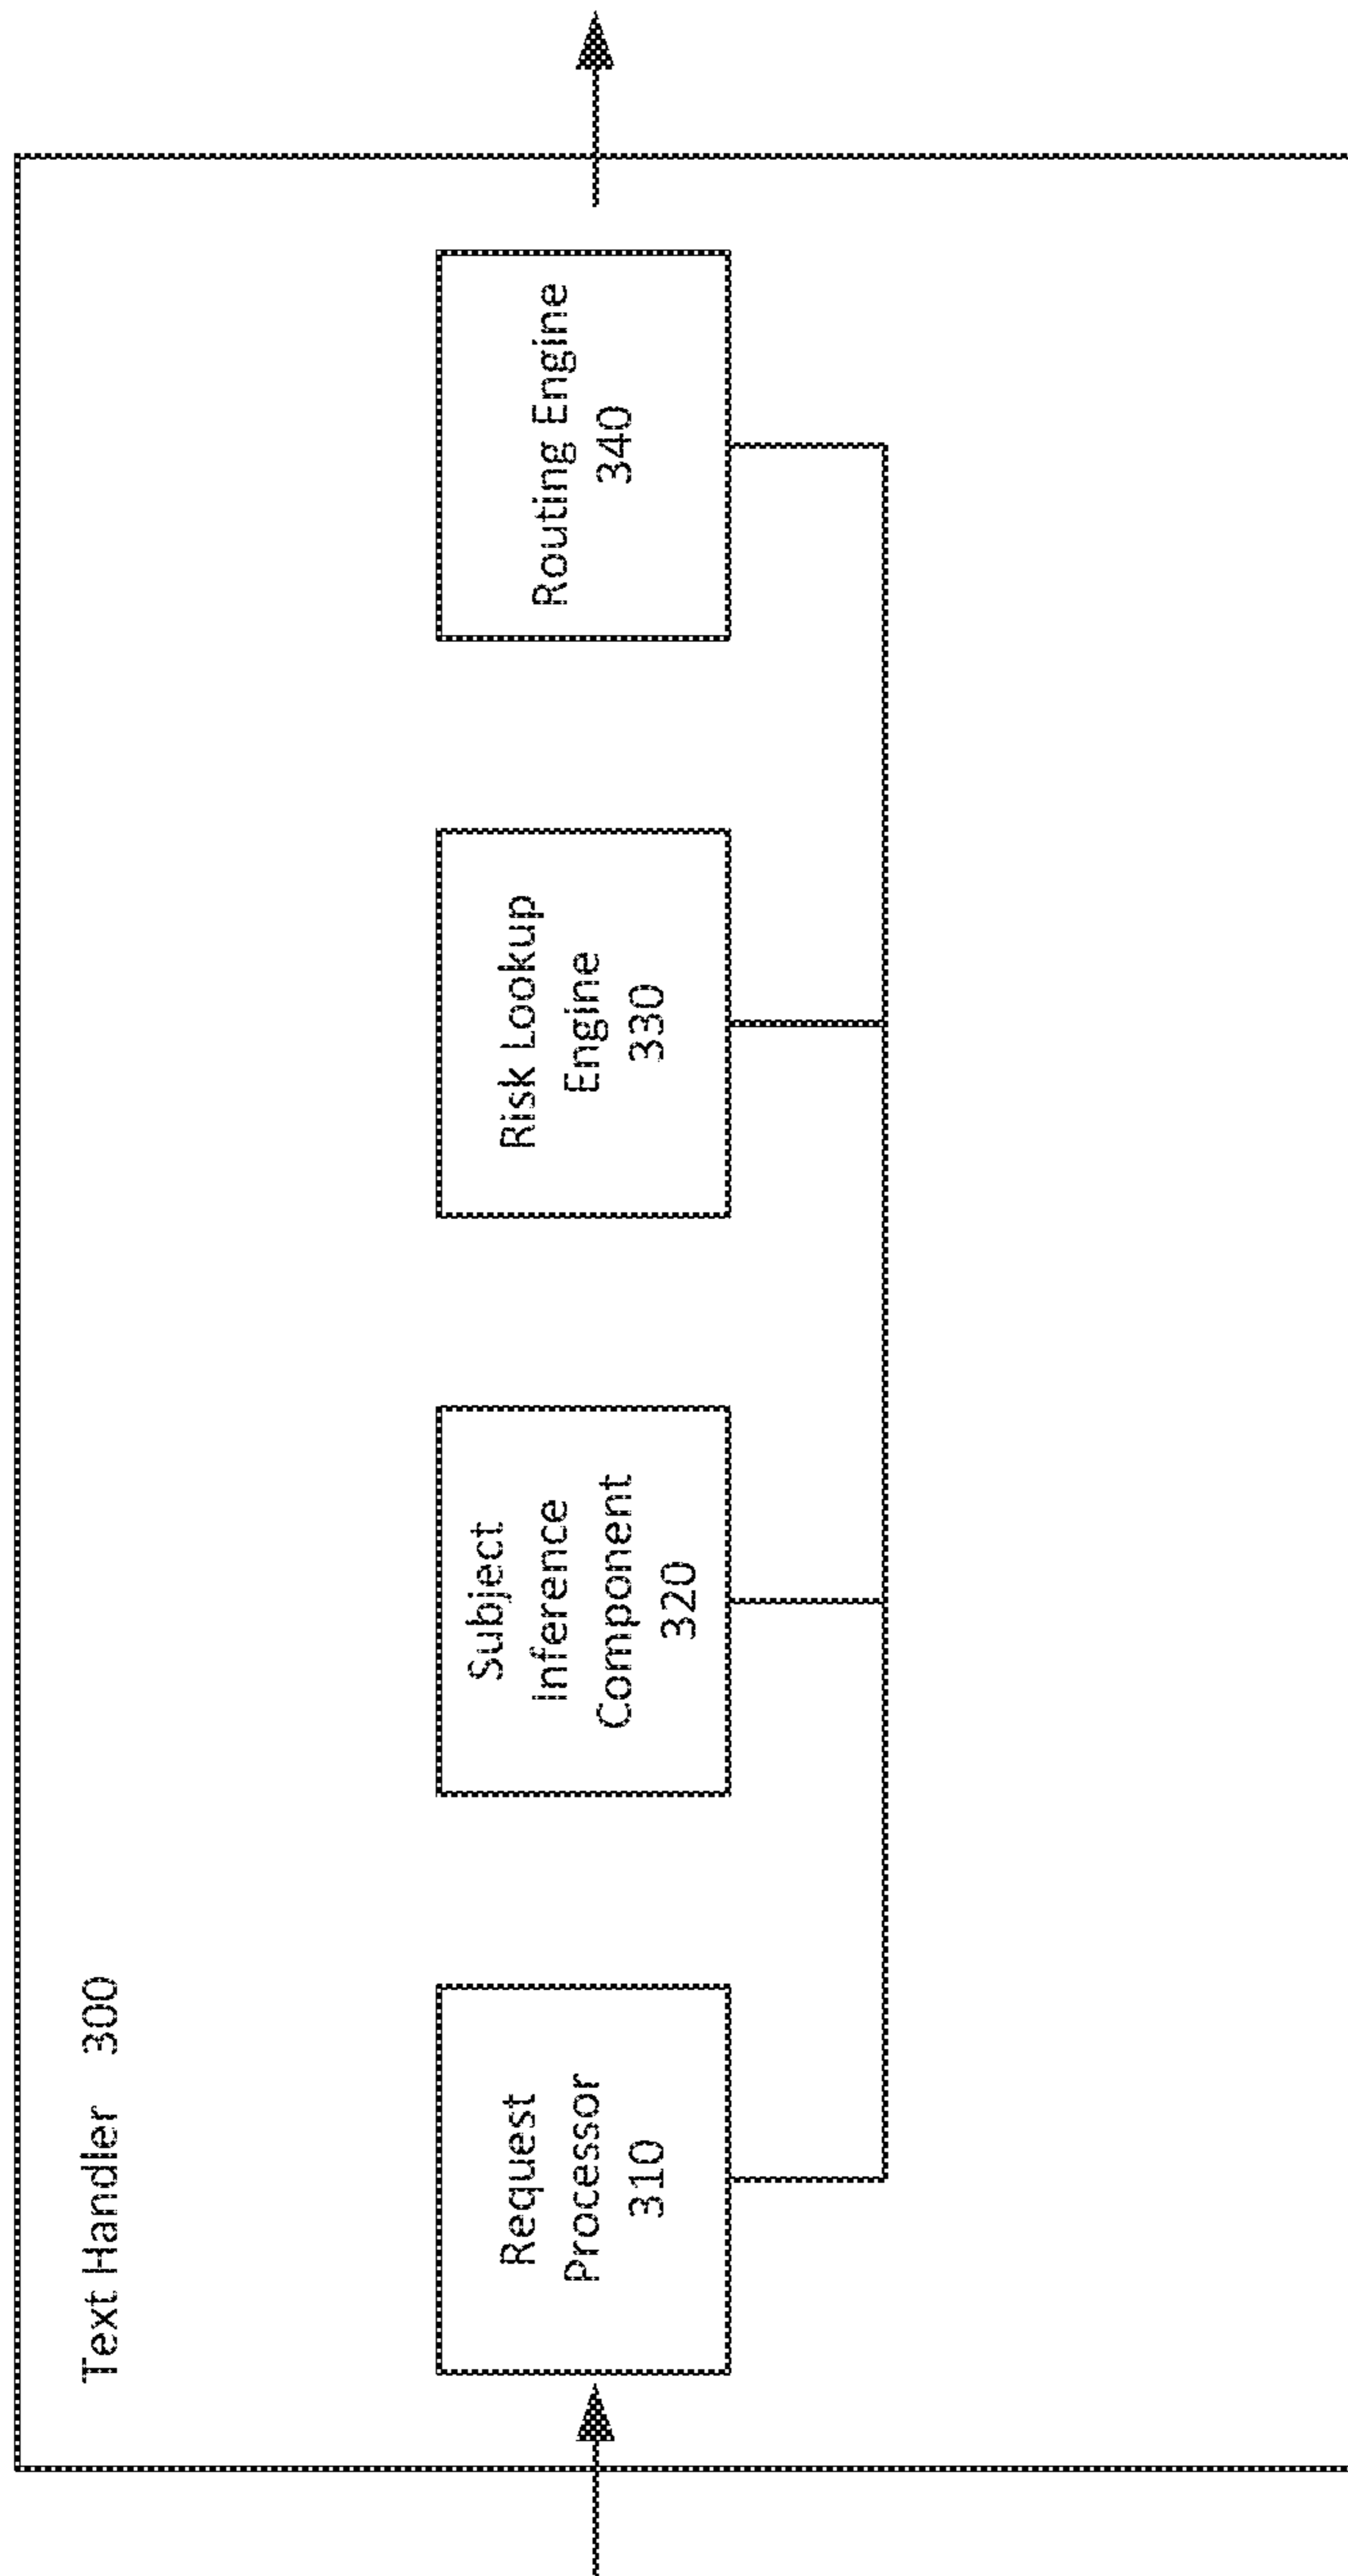 Text Handler 300
Request
Processor
310
Subject
Inference
Component
320
Risk Lookup
Engine
330
Routing Engine
340